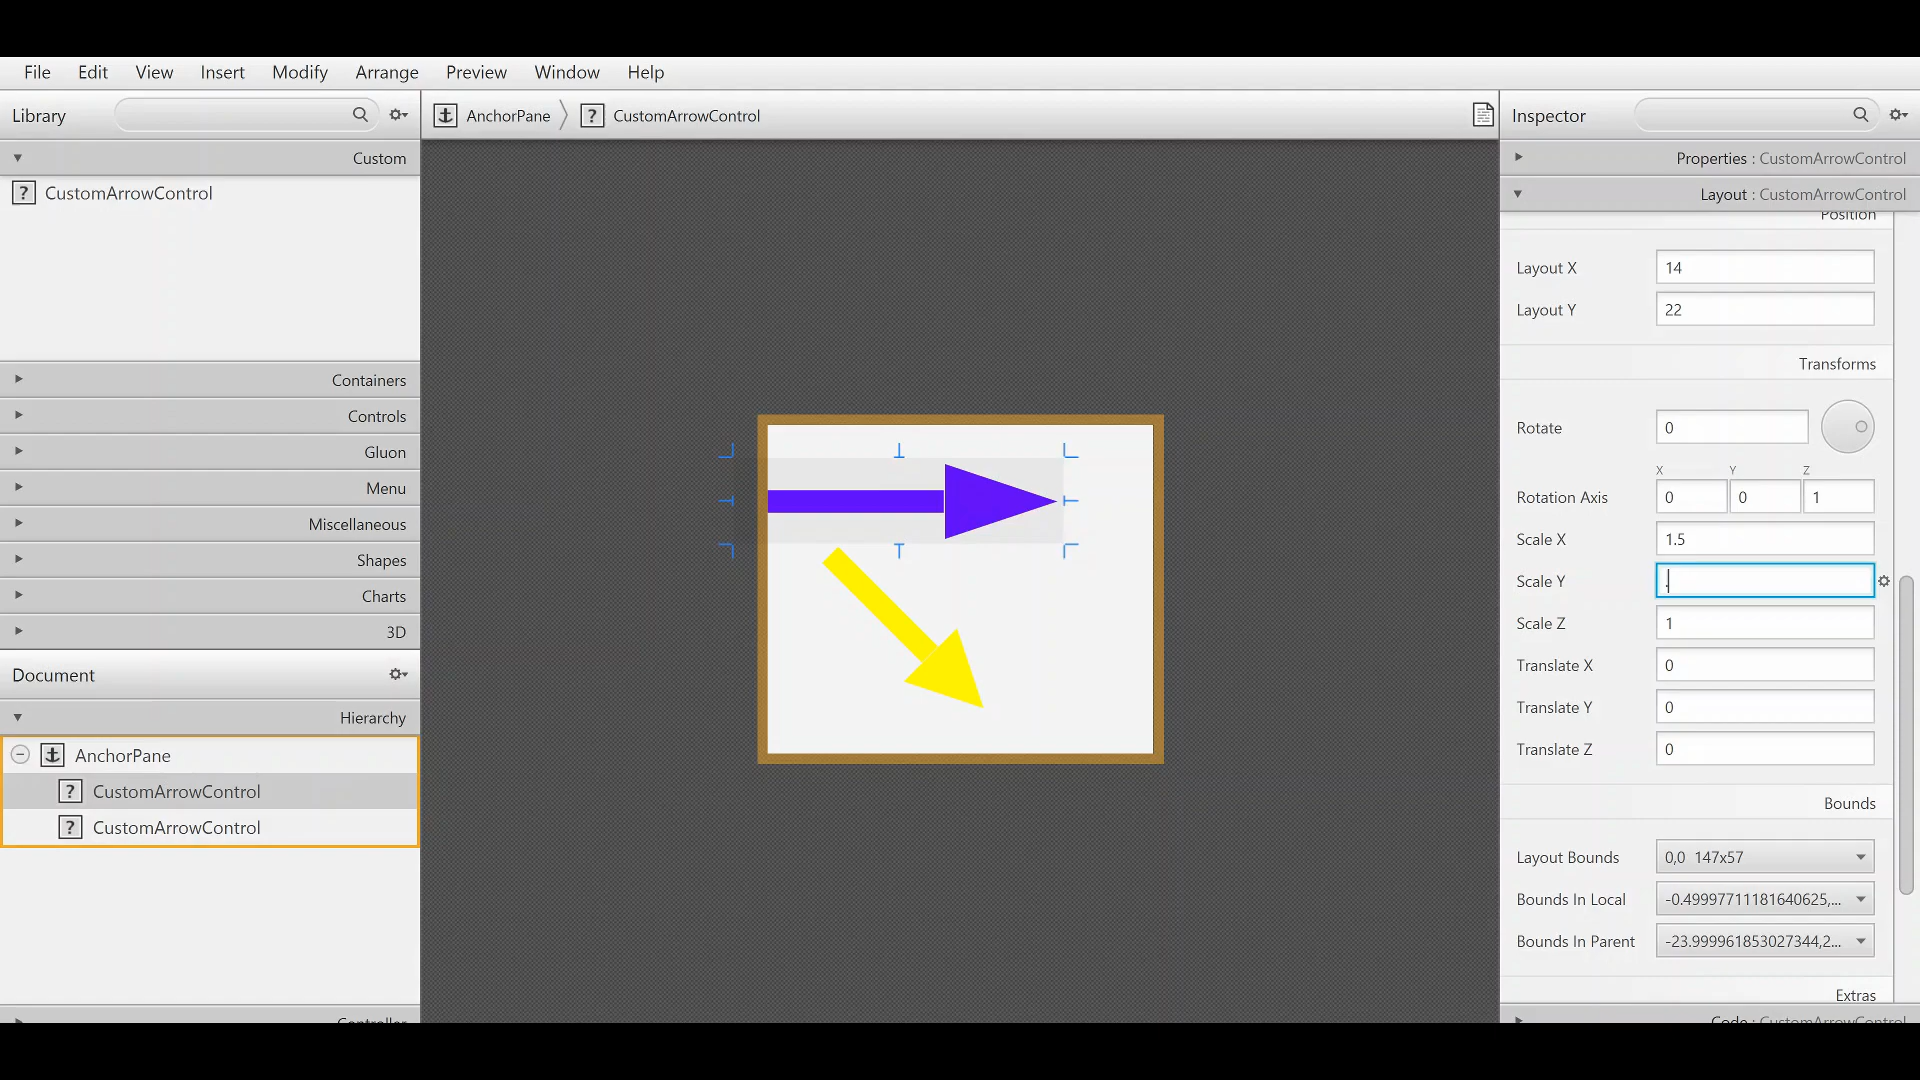 File Edit View Insert Modify Arrange Preview Window Help
Library
AnchorPane CustomArrowControl
Inspector
Custom
? CustomArrowControl
Containers
Controls
Gluon
Menu
Miscellaneous
Shapes
Charts
3D
Document
Hierarchy
AnchorPane
? CustomArrowControl
? CustomArrowControl
Controller
Properties : CustomArrowControl
Layout : CustomArrowControl
Position
Layout X 14
Layout Y 22
Transforms
Rotate 0
X Y Z
Rotation Axis 0 0 1
Scale X 1.5
Scale Y .
Scale Z 1
Translate X 0
Translate Y 0
Translate Z 0
Bounds
Layout Bounds 0,0 147x57
Bounds In Local -0.49997711181640625,...
Bounds In Parent -23.999961853027344,2...
Extras
Code : CustomArrowControl